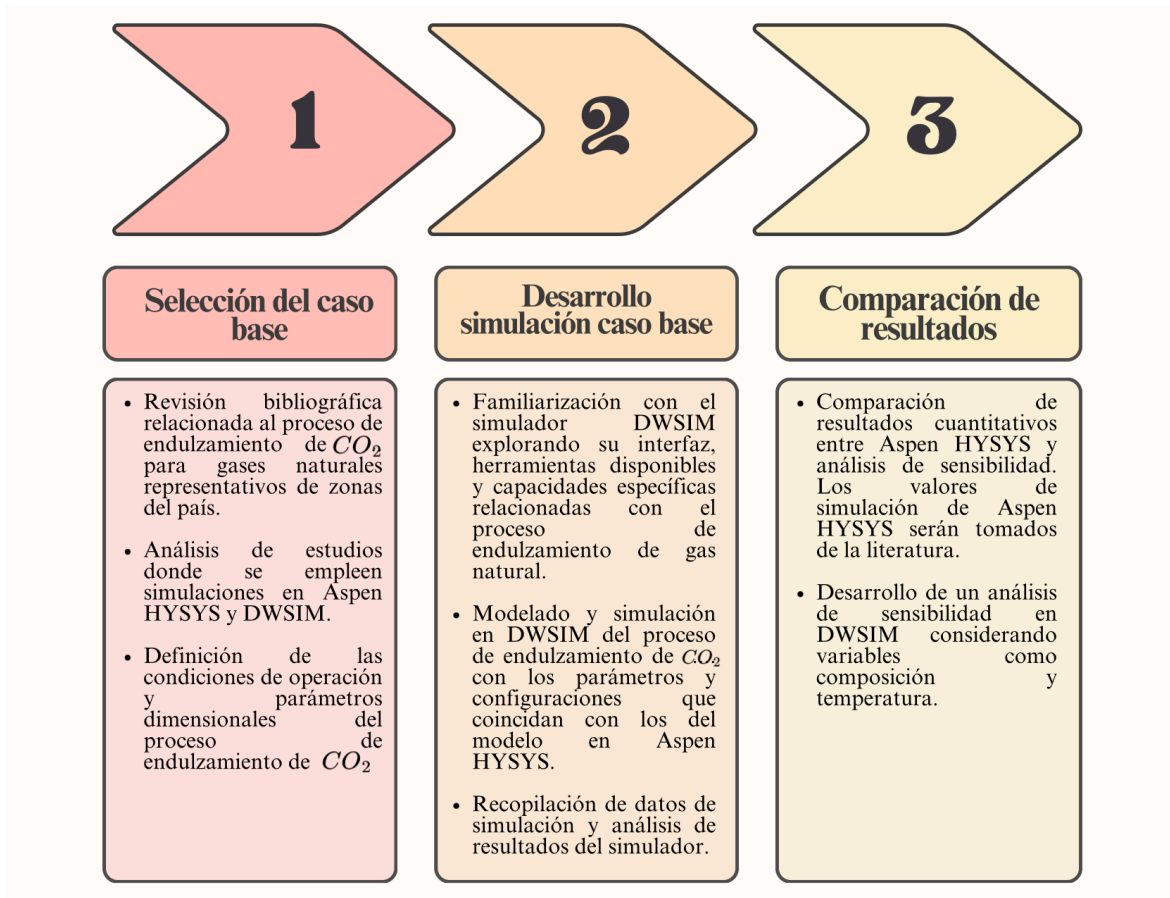 1
2
3
Selección del caso
base
• Revisión bibliográfica
relacionada al proceso de
endulzamiento de CO₂
para gases naturales
representativos de zonas
del país.
• Análisis de estudios
donde se empleen
simulaciones en Aspen
HYSYS y DWSIM.
• Definición de las
condiciones de operación
y parámetros
dimensionales del
proceso de
endulzamiento de CO₂
Desarrollo
simulación caso base
• Familiarización con el
simulador DWSIM
explorando su interfaz,
herramientas disponibles
y capacidades específicas
relacionadas con el
proceso de
endulzamiento de gas
natural.
• Modelado y simulación
en DWSIM del proceso
de endulzamiento de CO₂
con los parámetros y
configuraciones que
coincidan con los del
modelo en Aspen
HYSYS.
• Recopilación de datos de
simulación y análisis de
resultados del simulador.
Comparación de
resultados
• Comparación de
resultados cuantitativos
entre Aspen HYSYS y
análisis de sensibilidad.
Los valores de
simulación de Aspen
HYSYS serán tomados
de la literatura.
• Desarrollo de un análisis
de sensibilidad en
DWSIM considerando
variables como
composición y
temperatura.